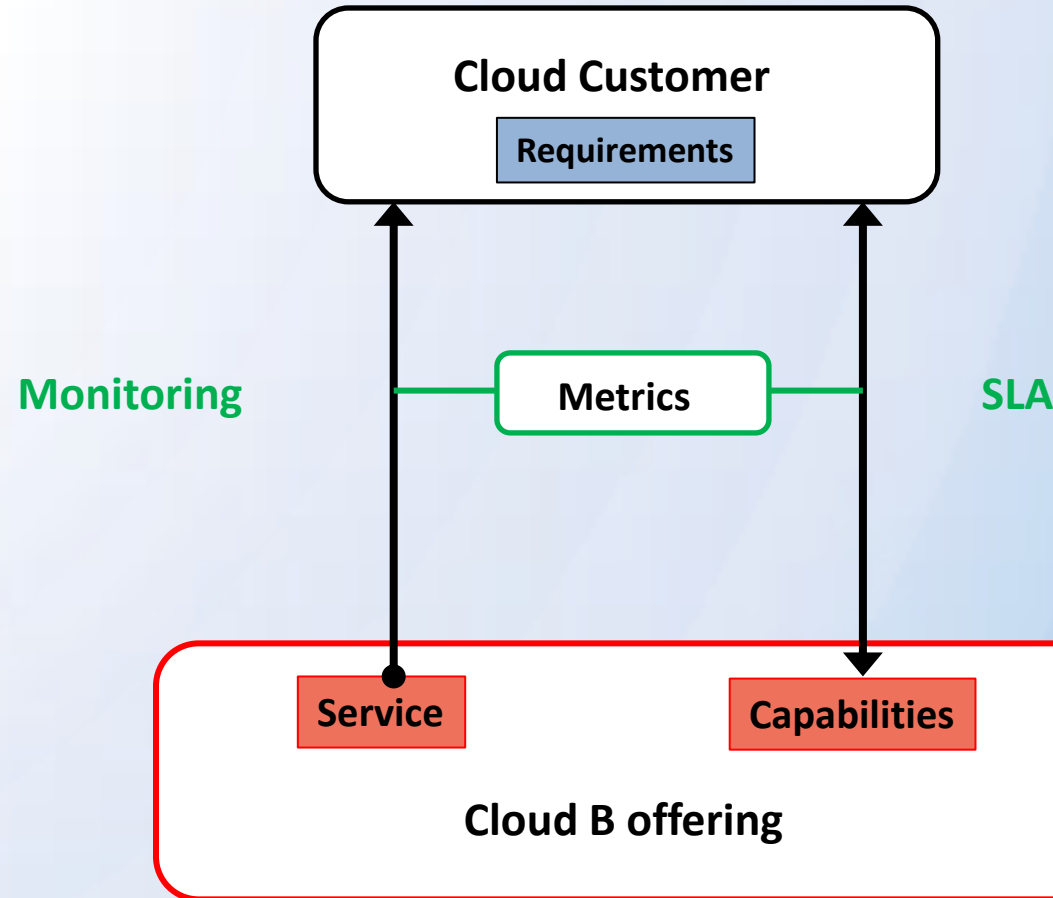 Cloud Customer
Requirements
Monitoring
Metrics
SLA
Service
Capabilities
Cloud B offering